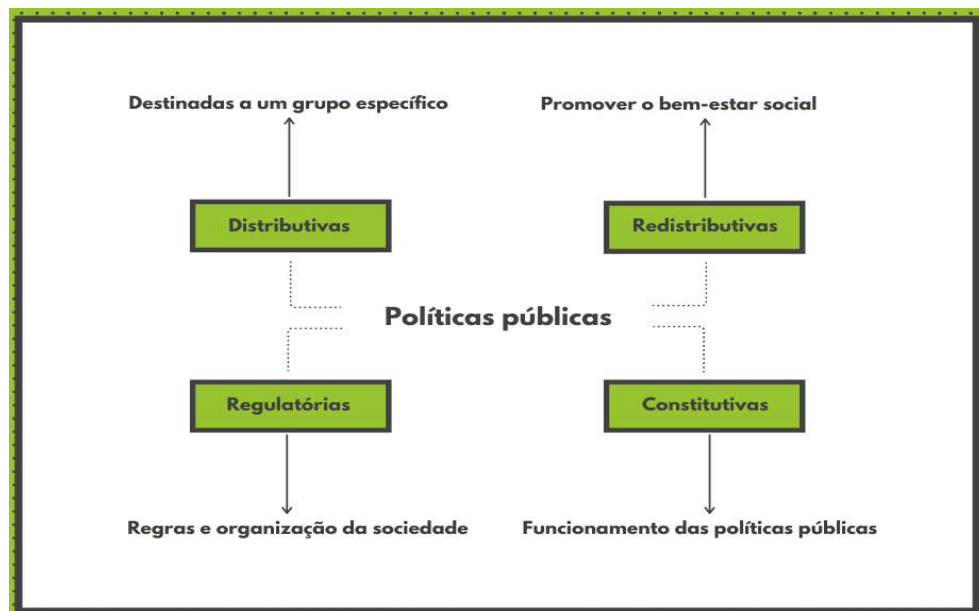 Destinadas a um grupo específico
Promover o bem-estar social
Distributivas
Redistributivas
Políticas públicas
Regulatórias
Constitutivas
Regras e organização da sociedade
Funcionamento das políticas públicas